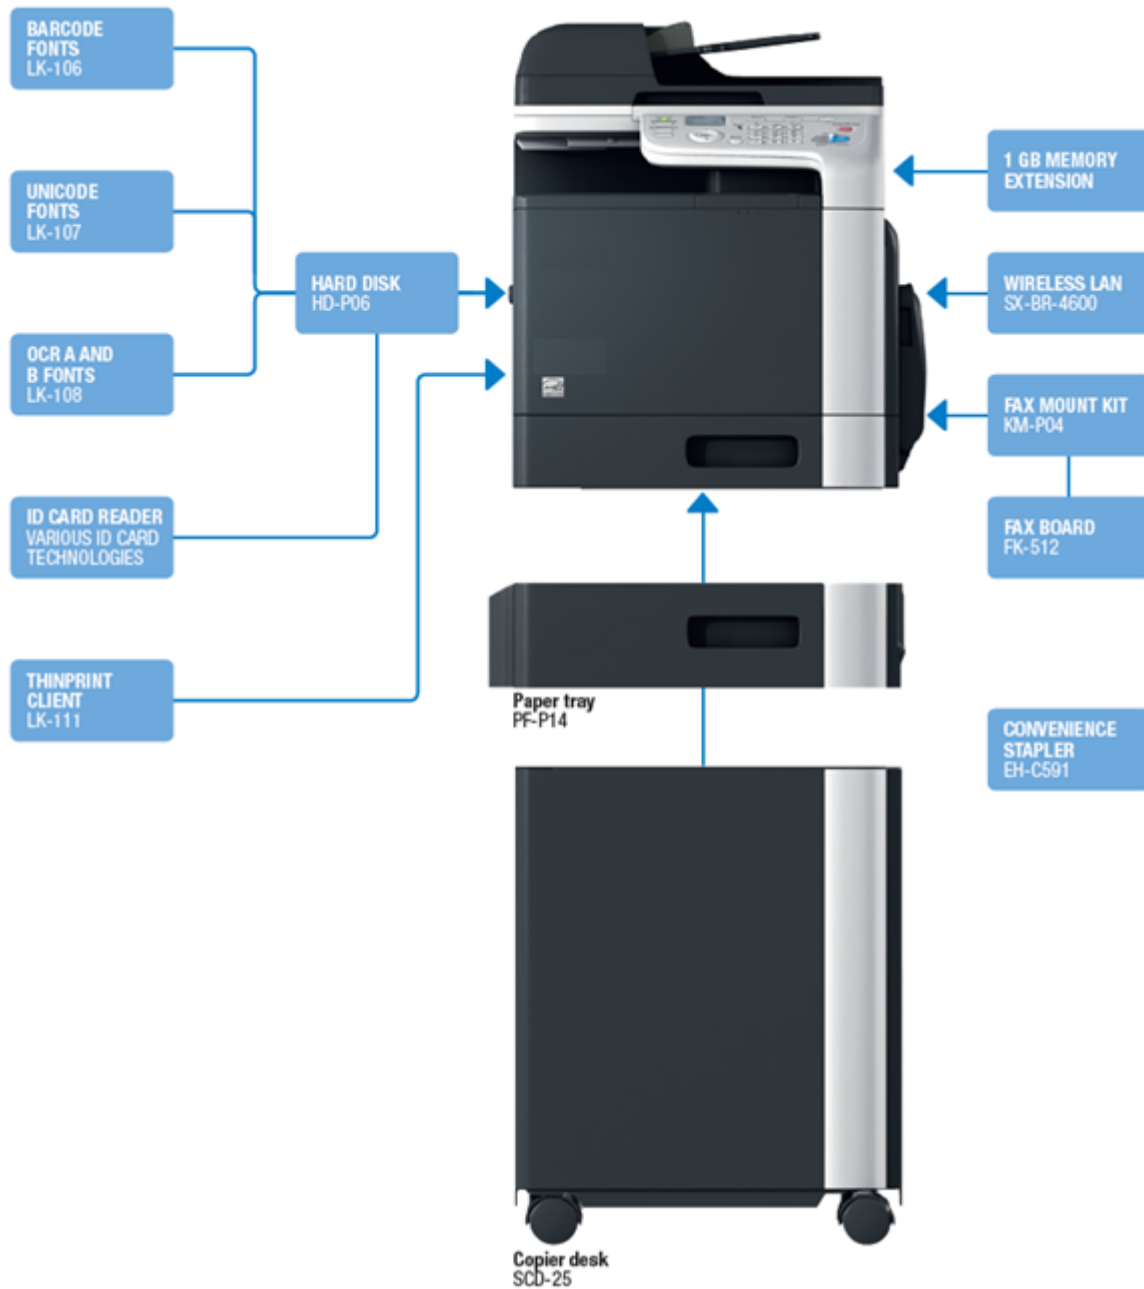 BARCODE
FONTS
LK-106
UNICODE
FONTS
LK-107
OCR A AND
B FONTS
LK-108
ID CARD READER
VARIOUS ID CARD
TECHNOLOGIES
THINPRINT
CLIENT
LK-111
HARD DISK
HD-P06
1 GB MEMORY
EXTENSION
WIRELESS LAN
SX-BR-4600
FAX MOUNT KIT
KM-P04
FAX BOARD
FK-512
CONVENIENCE
STAPLER
EH-C591
Paper tray
PF-P14
Copier desk
SCD-25